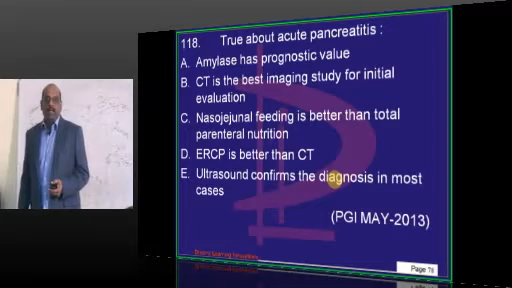 118. True about acute pancreatitis :
A. Amylase has prognostic value
B. CT is the best imaging study for initial
evaluation
C. Nasojejunal feeding is better than total
parenteral nutrition
D. ERCP is better than CT
E. Ultrasound confirms the diagnosis in most
cases
(PGI MAY-2013)
Page 78